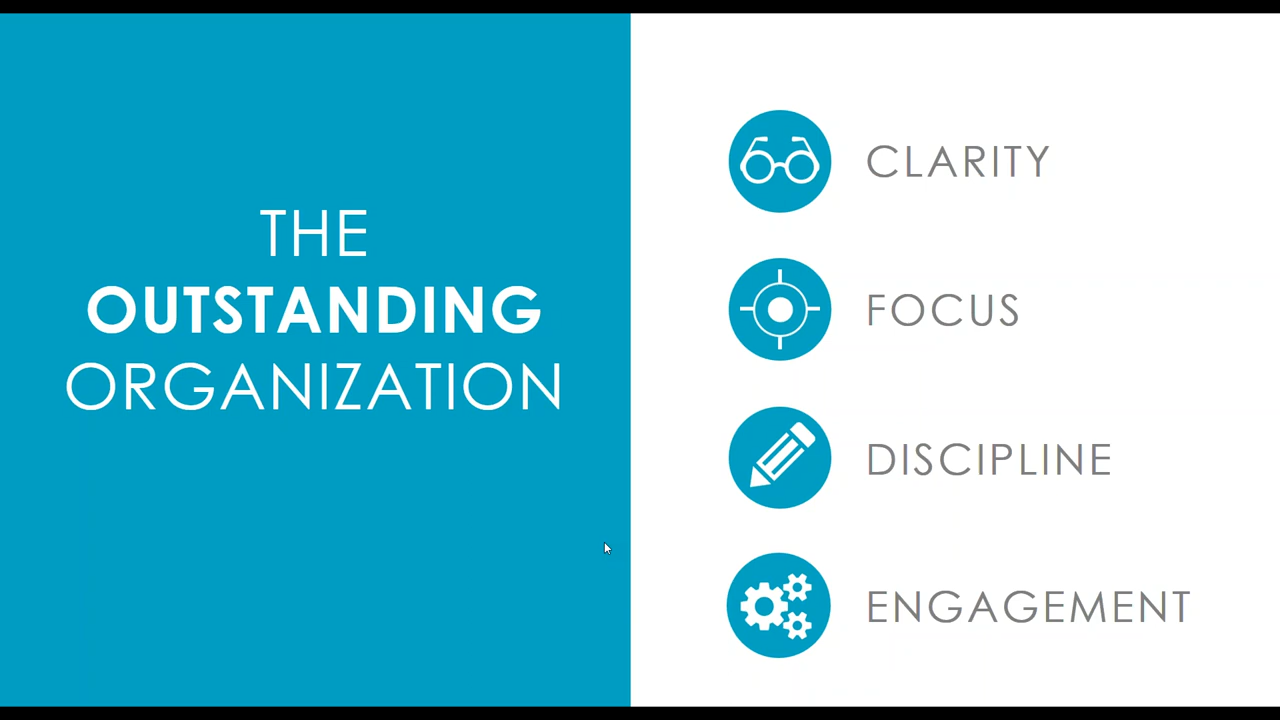 THE
OUTSTANDING
ORGANIZATION
CLARITY
FOCUS
DISCIPLINE
ENGAGEMENT